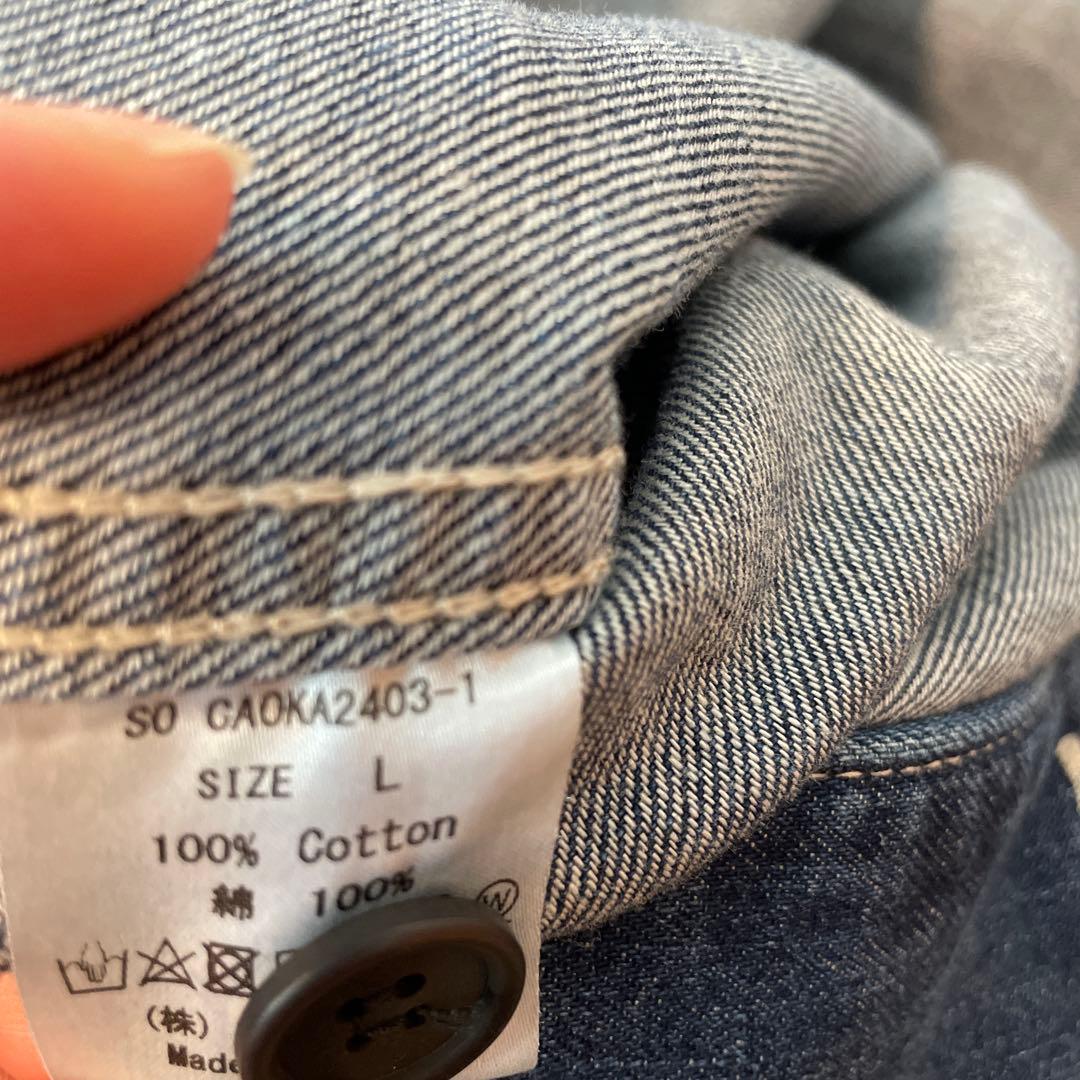 SO CAOKA2403-1
SIZE L
100% Cotton
綿 100%
W
(株)
Made